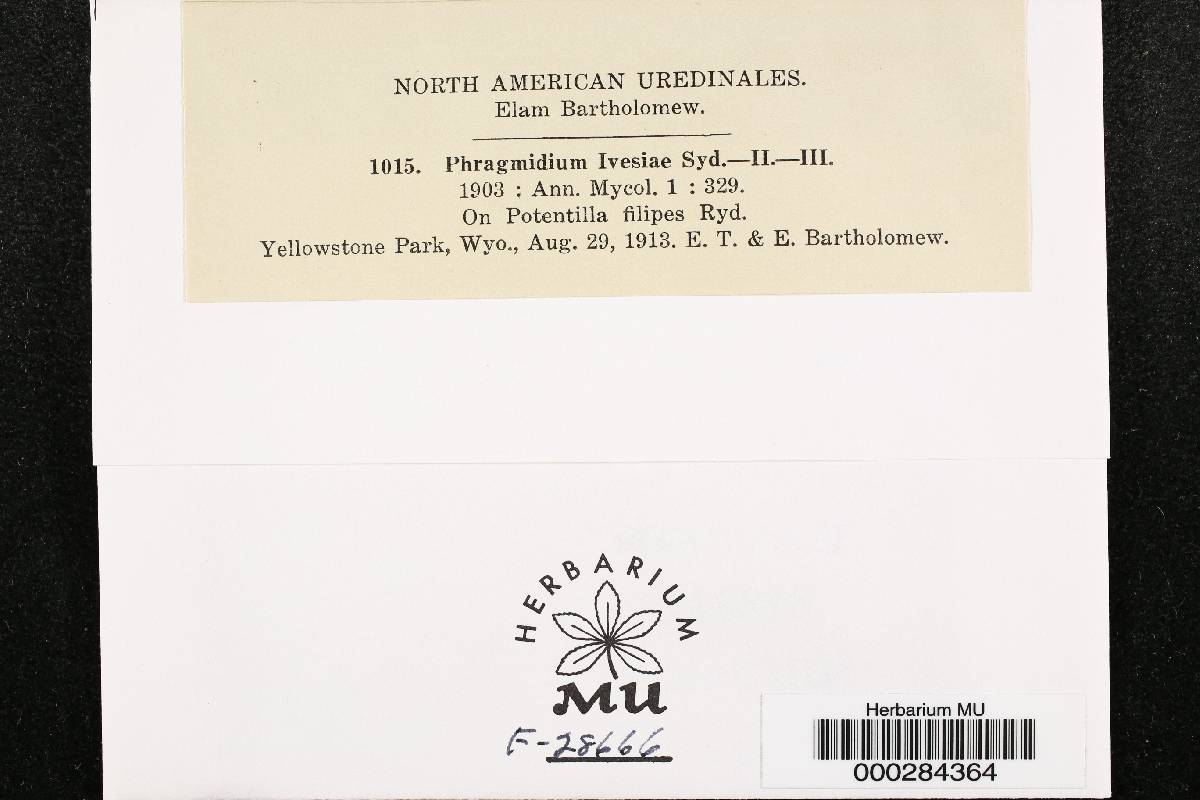 NORTH AMERICAN UREDINALES.
Elam Bartholomew.
1015. Phragmidium Ivesiae Syd.—II.—III.
1903 : Ann. Mycol. 1 : 329.
On Potentilla filipes Ryd.
Yellowstone Park, Wyo., Aug. 29, 1913. E. T. & E. Bartholomew.
HERBARIUM
MU
F-28666
Herbarium MU
000284364